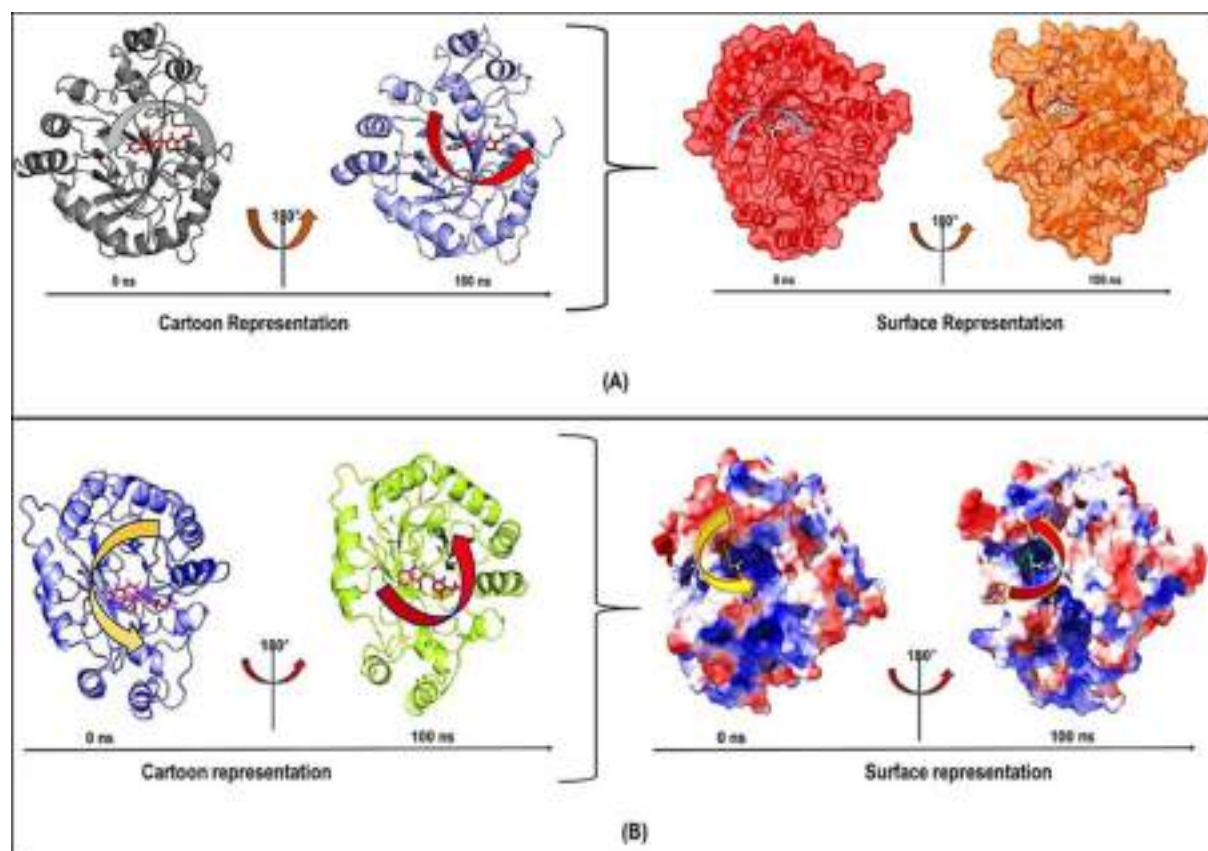 180°
180°
0 ns
100 ns
0 ns
100 ns
Cartoon Representation
Surface Representation
(A)
180°
180°
0 ns
100 ns
0 ns
100 ns
Cartoon representation
Surface representation
(B)